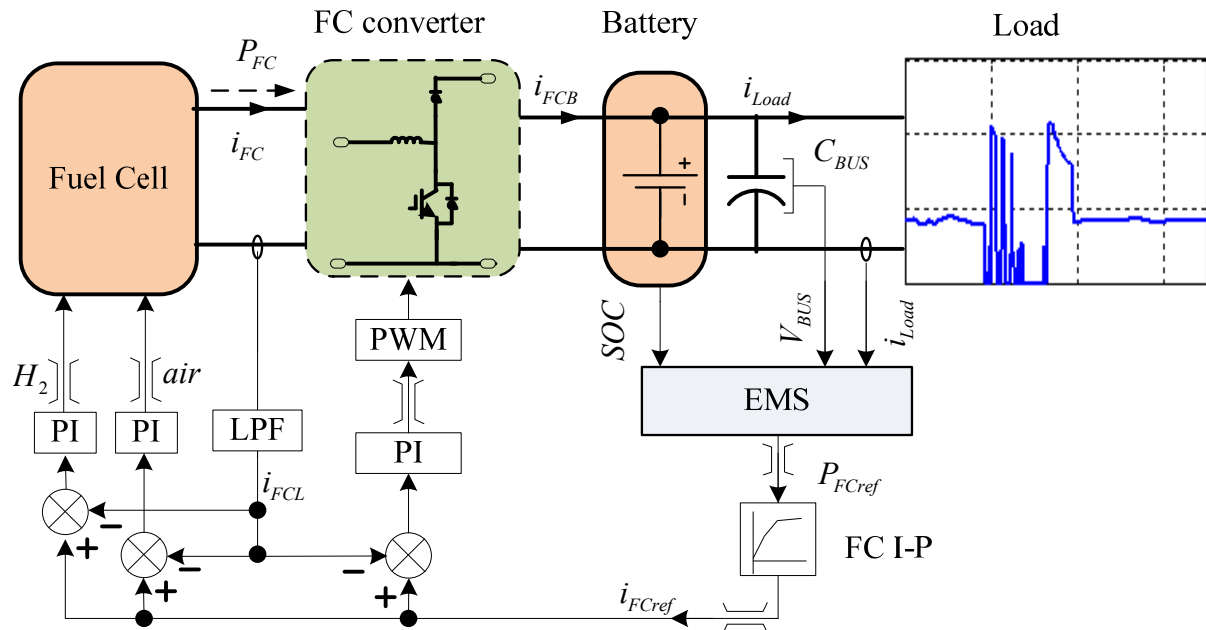 FC converter
Battery
Load
P_FC
i_FC
i_FCB
i_Load
Fuel Cell
C_BUS
+
-
SOC
V_BUS
i_Load
PWM
H_2
air
EMS
PI
PI
LPF
PI
P_FCref
i_FCL
FC I-P
-
+
-
+
-
+
i_FCref